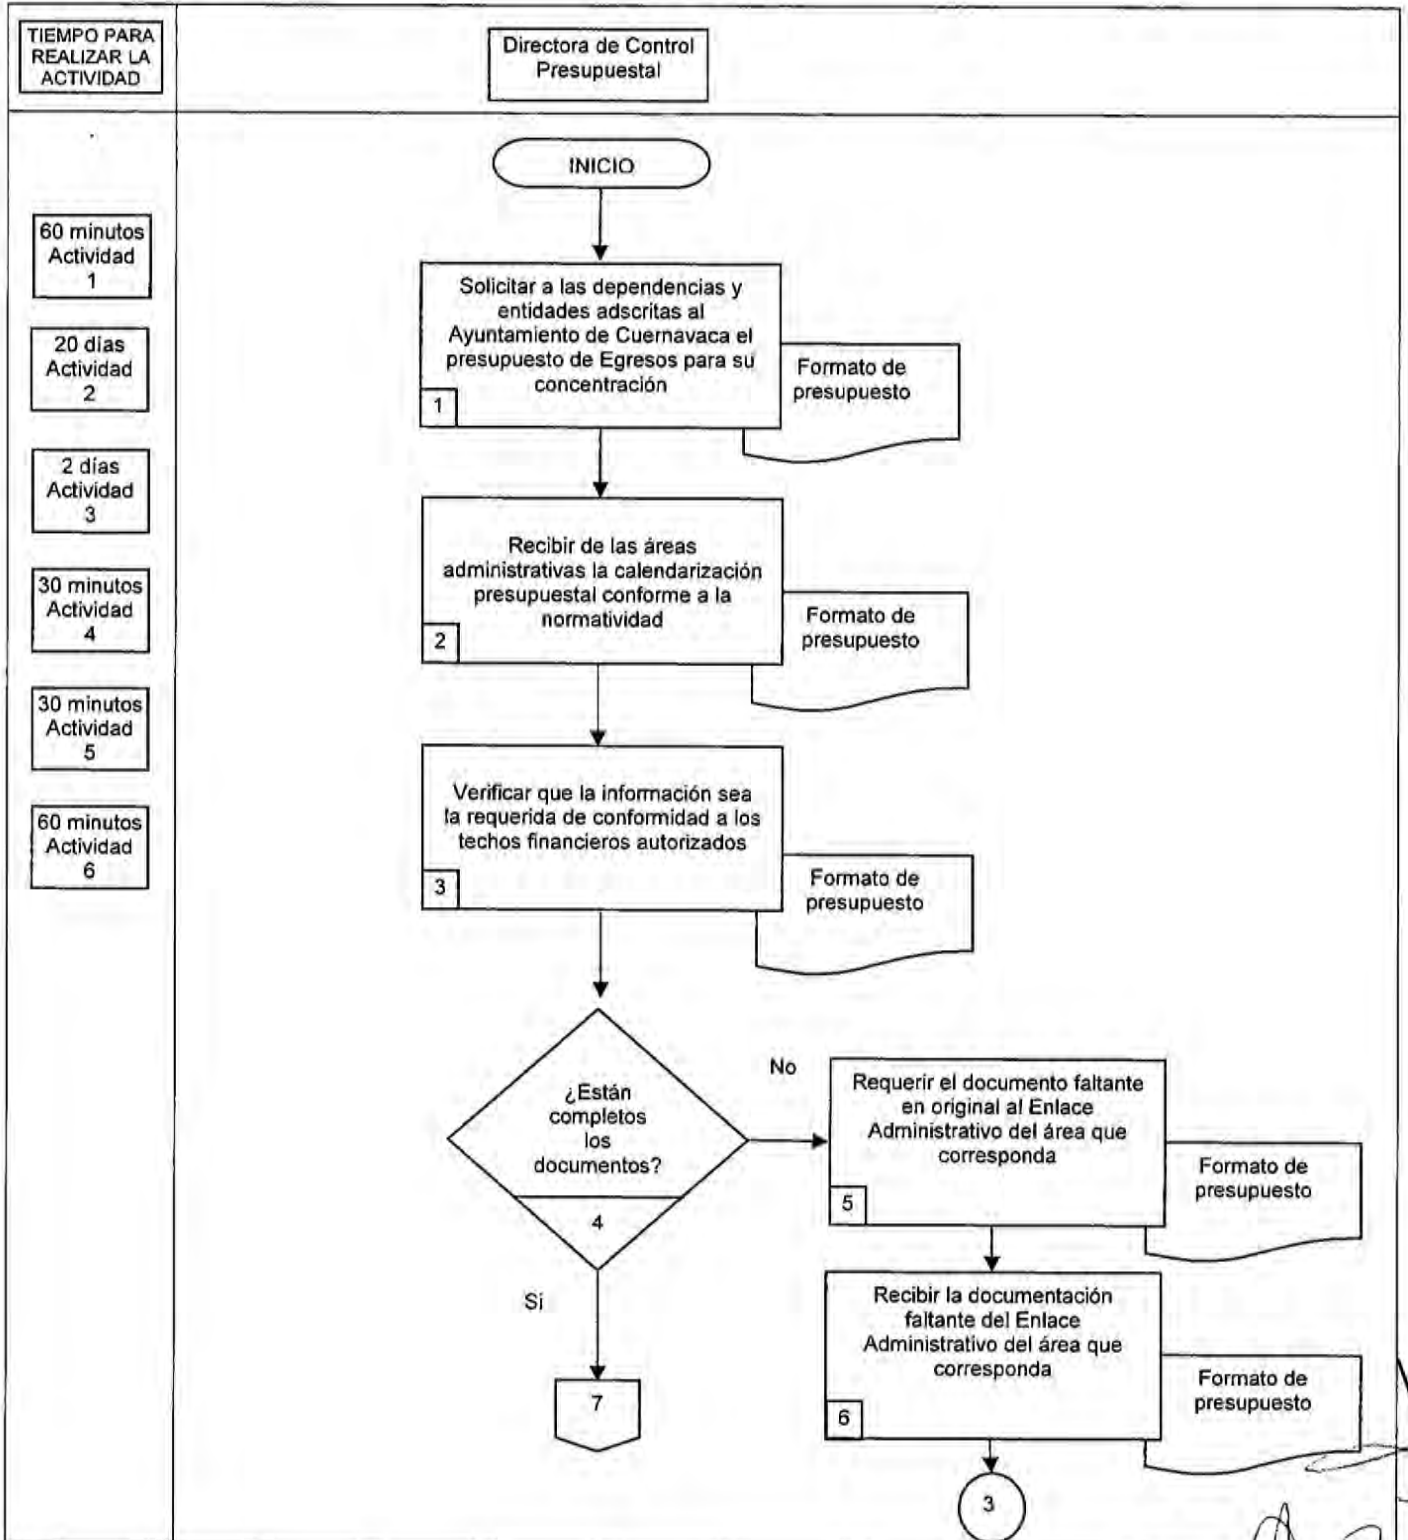 TIEMPO PARA
REALIZAR LA
ACTIVIDAD
Directora de Control
Presupuestal
INICIO
60 minutos
Actividad
1
20 días
Actividad
2
2 días
Actividad
3
30 minutos
Actividad
4
30 minutos
Actividad
5
60 minutos
Actividad
6
Solicitar a las dependencias y
entidades adscritas al
Ayuntamiento de Cuernavaca el
presupuesto de Egresos para su
concentración
1
Formato de
presupuesto
Recibir de las áreas
administrativas la calendarización
presupuestal conforme a la
normatividad
2
Formato de
presupuesto
Verificar que la información sea
la requerida de conformidad a los
techos financieros autorizados
3
Formato de
presupuesto
¿Están
completos
los
documentos?
4
No
Requerir el documento faltante
en original al Enlace
Administrativo del área que
corresponda
5
Formato de
presupuesto
Si
7
Recibir la documentación
faltante del Enlace
Administrativo del área que
corresponda
6
Formato de
presupuesto
3